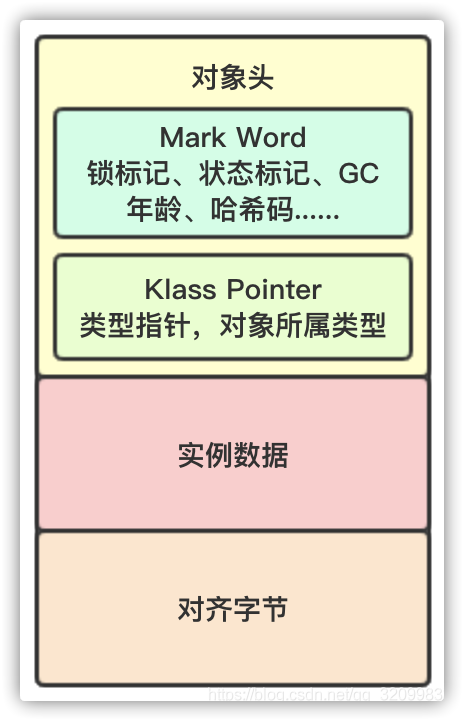 对象头
Mark Word
锁标记、状态标记、GC
年龄、哈希码......
Klass Pointer
类型指针，对象所属类型
实例数据
对齐字节
https://blog.csdn.net/qq_3209983